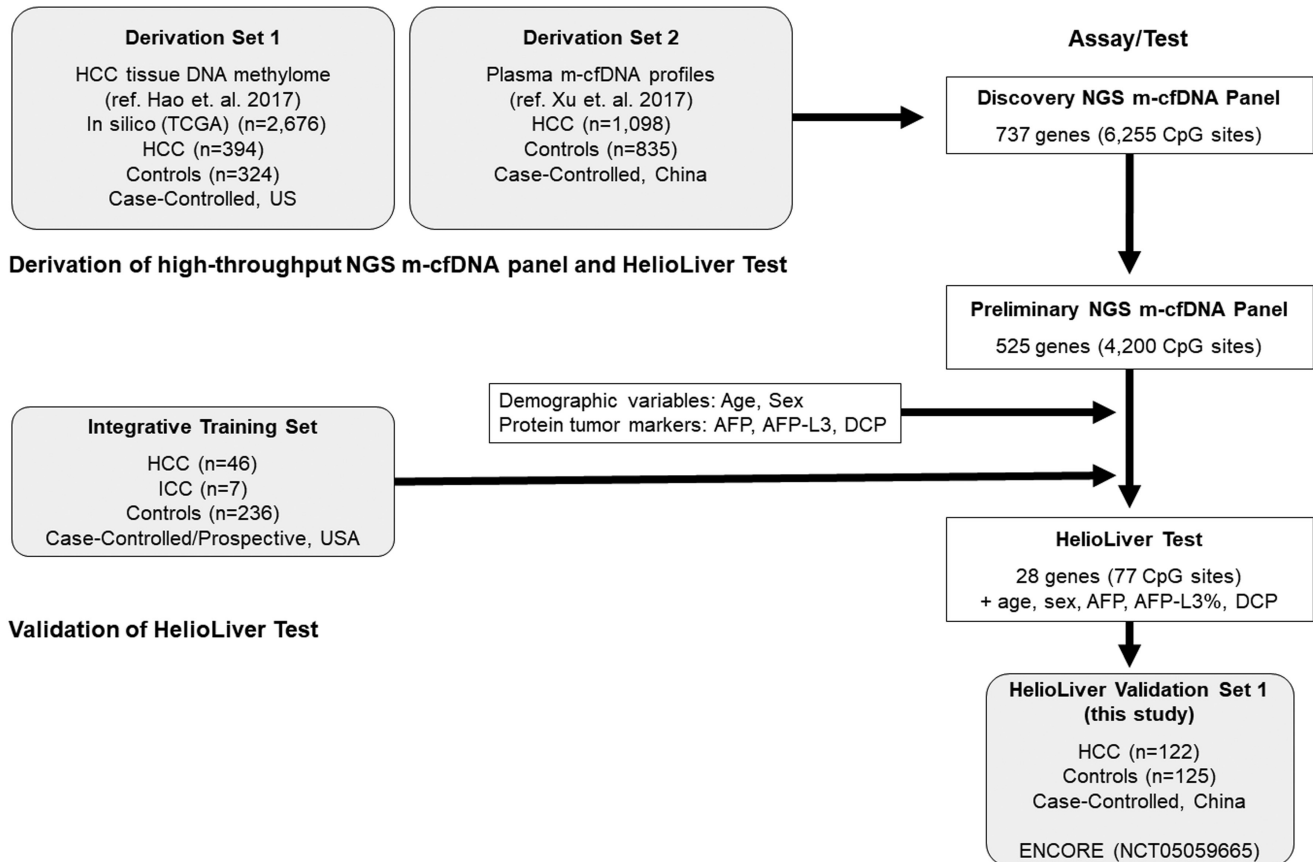 Derivation Set 1
HCC tissue DNA methylome
(ref. Hao et. al. 2017)
In silico (TCGA) (n=2,676)
HCC (n=394)
Controls (n=324)
Case-Controlled, US
Derivation Set 2
Plasma m-cfDNA profiles
(ref. Xu et. al. 2017)
HCC (n=1,098)
Controls (n=835)
Case-Controlled, China
Assay/Test
Discovery NGS m-cfDNA Panel
737 genes (6,255 CpG sites)
Derivation of high-throughput NGS m-cfDNA panel and HelioLiver Test
Preliminary NGS m-cfDNA Panel
525 genes (4,200 CpG sites)
Demographic variables: Age, Sex
Protein tumor markers: AFP, AFP-L3, DCP
Integrative Training Set
HCC (n=46)
ICC (n=7)
Controls (n=236)
Case-Controlled/Prospective, USA
HelioLiver Test
28 genes (77 CpG sites)
+ age, sex, AFP, AFP-L3%, DCP
Validation of HelioLiver Test
HelioLiver Validation Set 1
(this study)
HCC (n=122)
Controls (n=125)
Case-Controlled, China
ENCORE (NCT05059665)